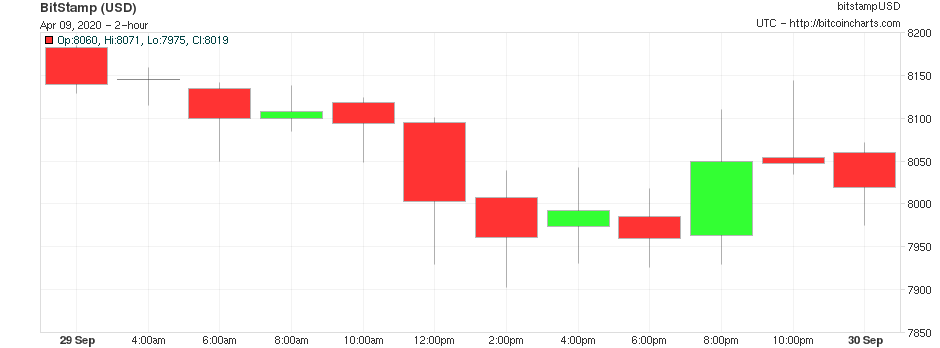 BitStamp (USD)
bitstampUSD
Apr 09, 2020 - 2-hour
UTC - http://bitcoincharts.com
Op:8060, Hi:8071, Lo:7975, Cl:8019
8200
8150
8100
8050
8000
7950
7900
7850
29 Sep 4:00am 6:00am 8:00am 10:00am 12:00pm 2:00pm 4:00pm 6:00pm 8:00pm 10:00pm 30 Sep